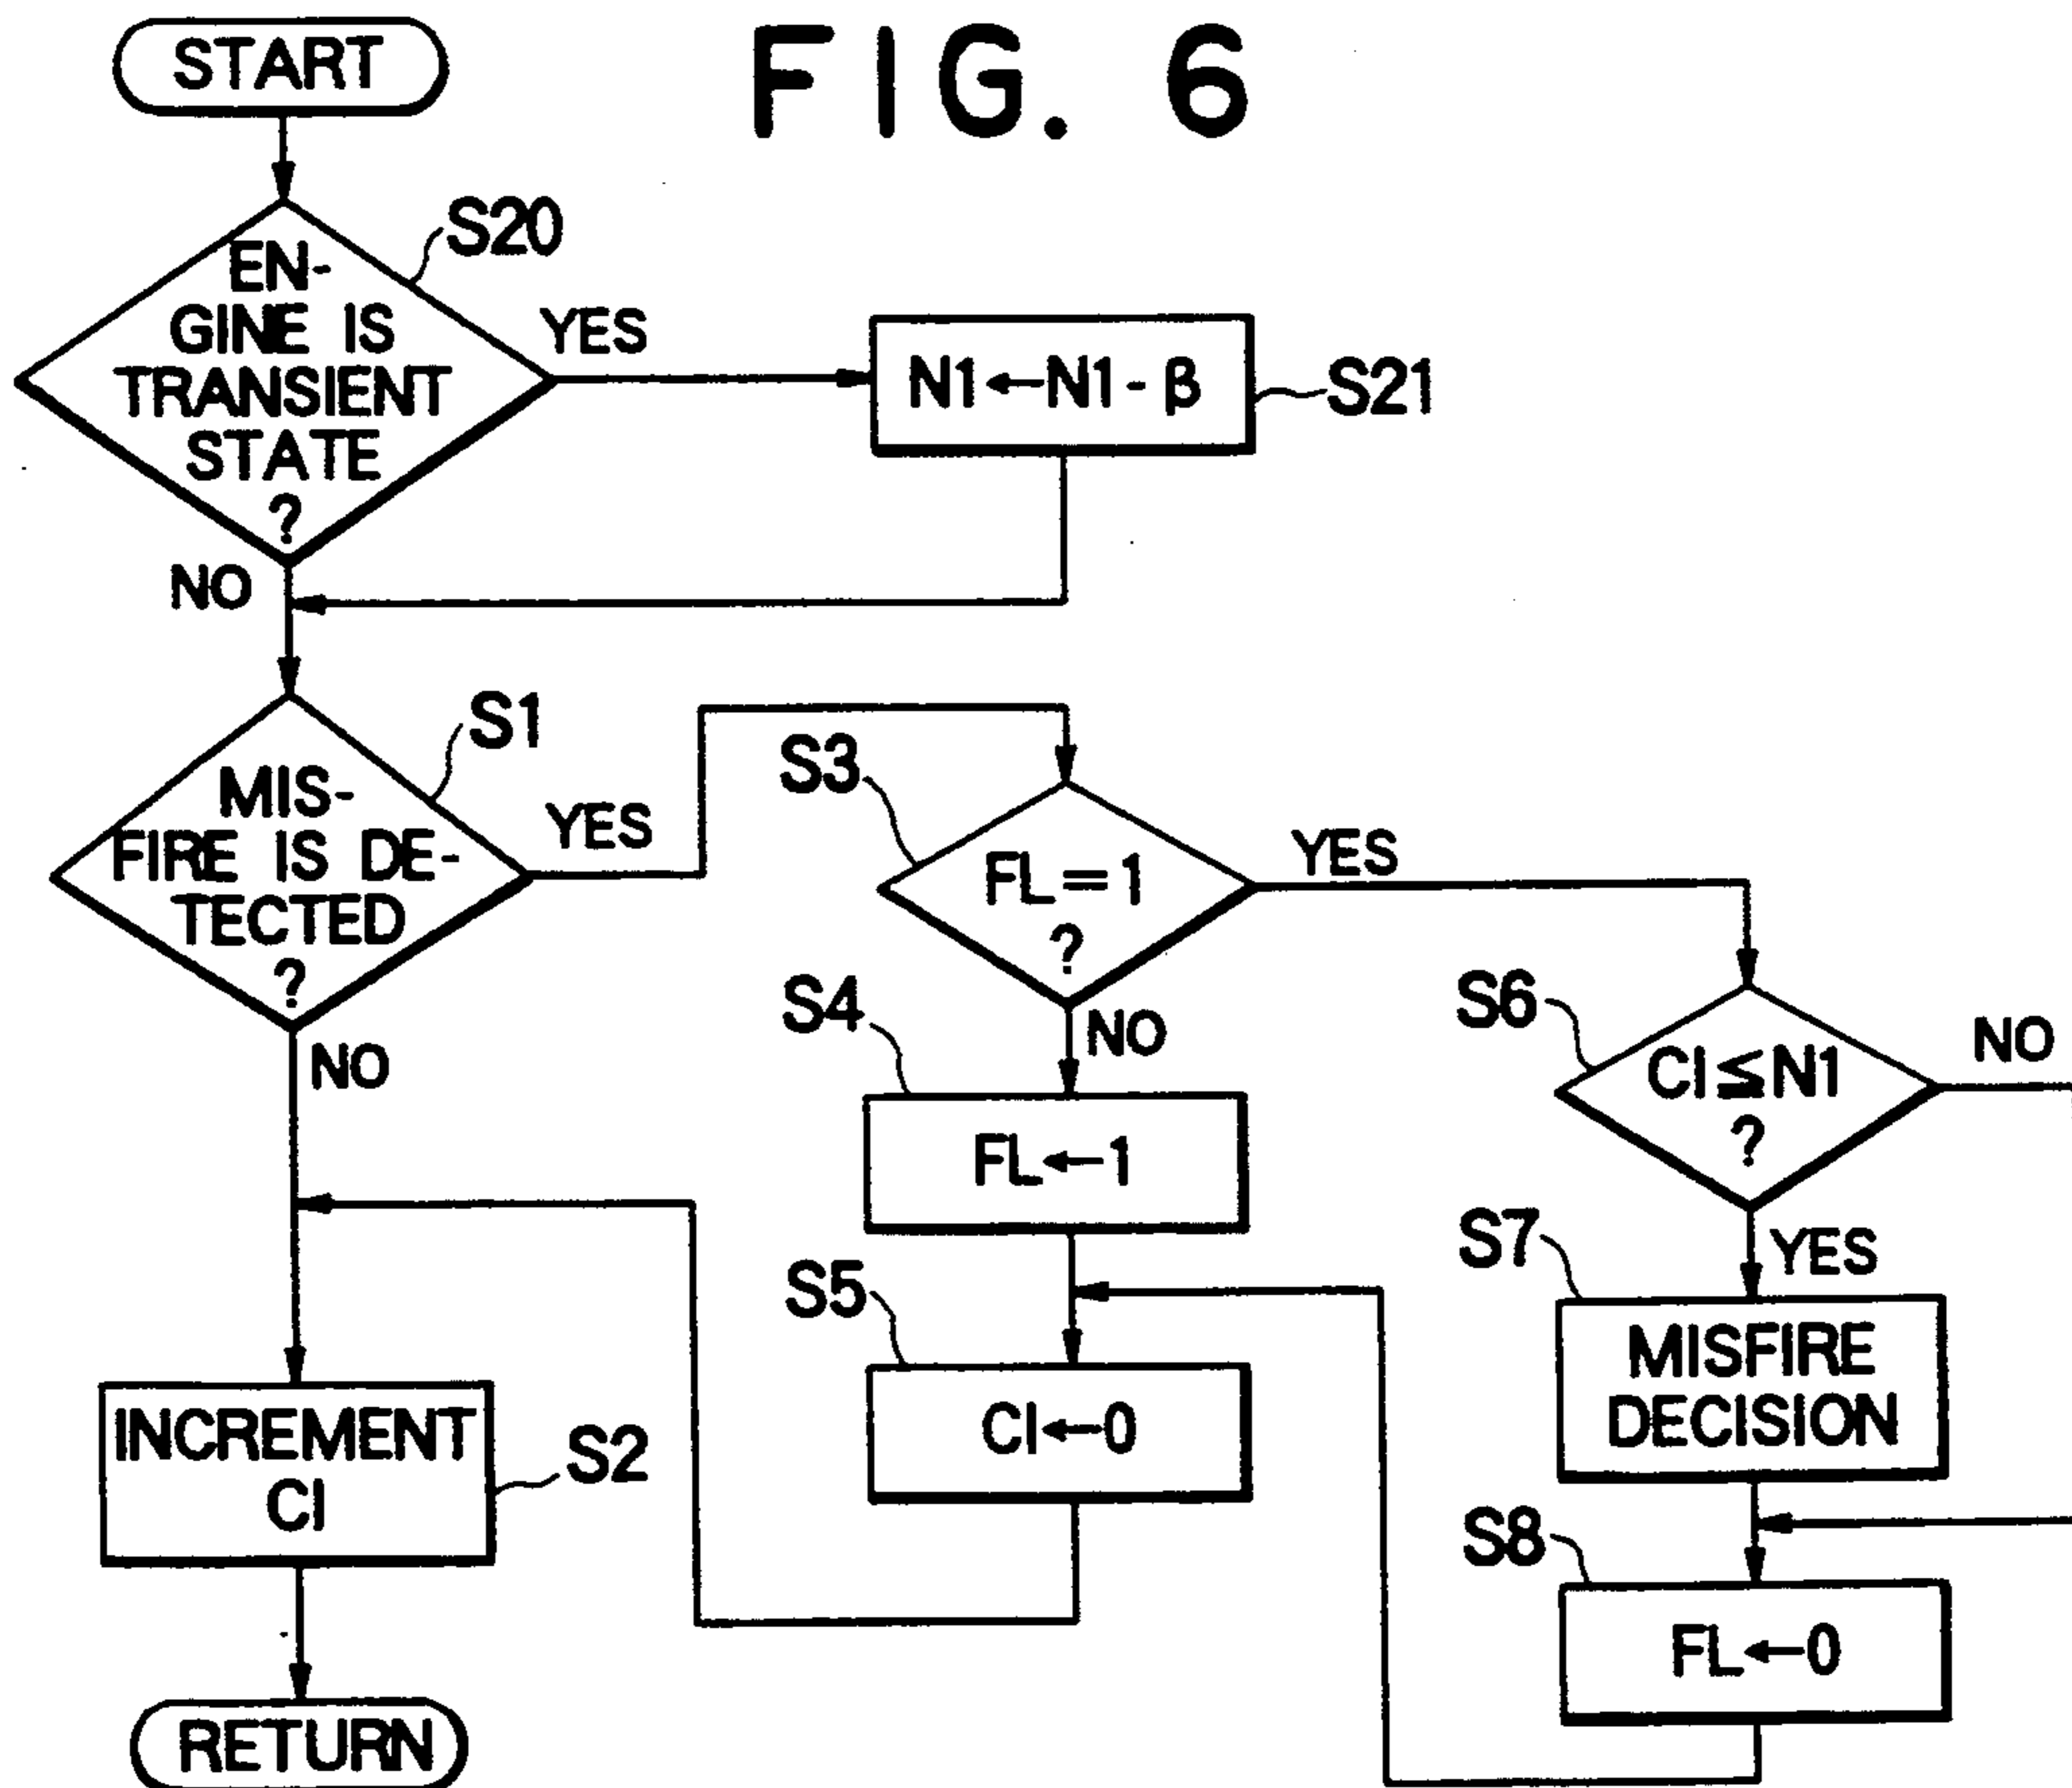 FIG. 6
START
S20
EN-
GINE IS
TRANSIENT
STATE
?
YES
N1←N1-β
S21
NO
S1
MIS-
FIRE IS DE-
TECTED
?
YES
S3
FL=1
?
YES
NO
S4
FL←1
S6
CI≦N1
?
NO
YES
S7
MISFIRE
DECISION
NO
S5
CI←0
INCREMENT
CI
S2
S8
FL←0
RETURN